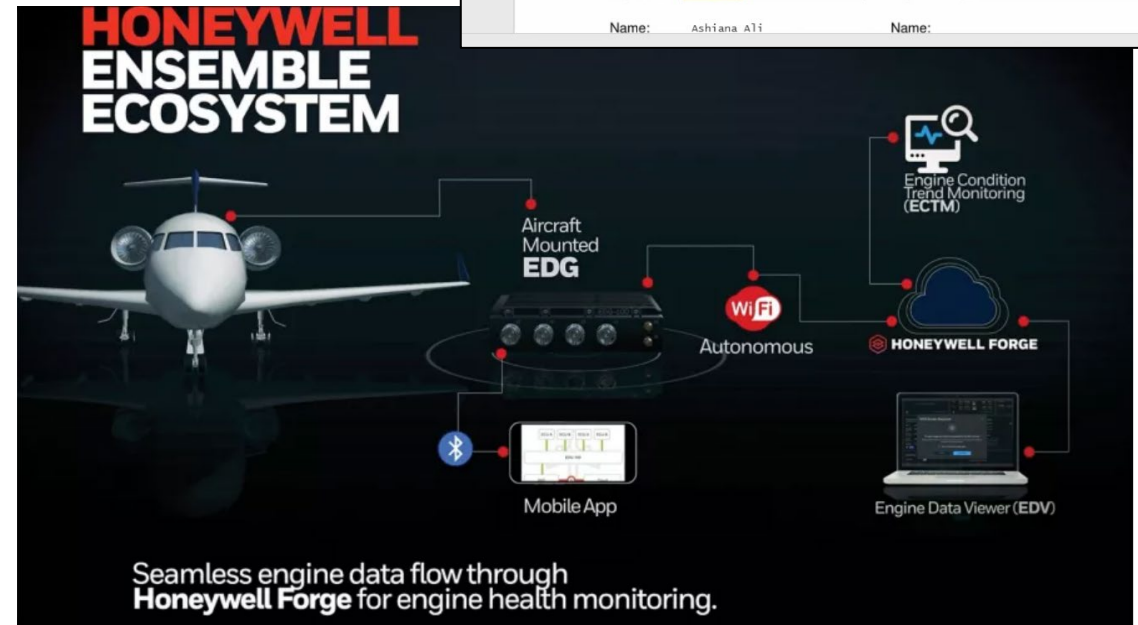 Name: Ashiana Ali Name:
HONEYWELL
ENSEMBLE
ECOSYSTEM
Engine Condition
Trend Monitoring
(ECTM)
Aircraft
Mounted
EDG
WiFi
Autonomous
HONEYWELL FORGE
Mobile App
Engine Data Viewer (EDV)
Seamless engine data flow through
Honeywell Forge for engine health monitoring.